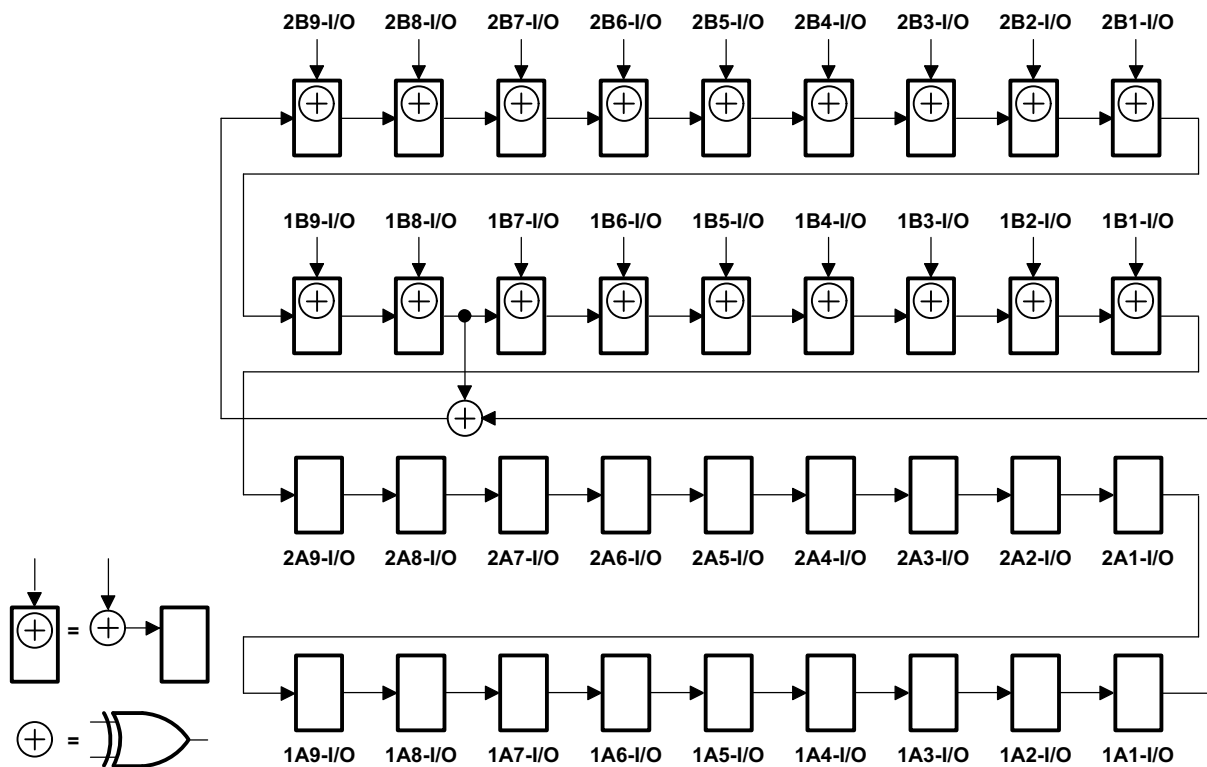 2B9-I/O 2B8-I/O 2B7-I/O 2B6-I/O 2B5-I/O 2B4-I/O 2B3-I/O 2B2-I/O 2B1-I/O
1B9-I/O 1B8-I/O 1B7-I/O 1B6-I/O 1B5-I/O 1B4-I/O 1B3-I/O 1B2-I/O 1B1-I/O
2A9-I/O 2A8-I/O 2A7-I/O 2A6-I/O 2A5-I/O 2A4-I/O 2A3-I/O 2A2-I/O 2A1-I/O
=
=
1A9-I/O 1A8-I/O 1A7-I/O 1A6-I/O 1A5-I/O 1A4-I/O 1A3-I/O 1A2-I/O 1A1-I/O